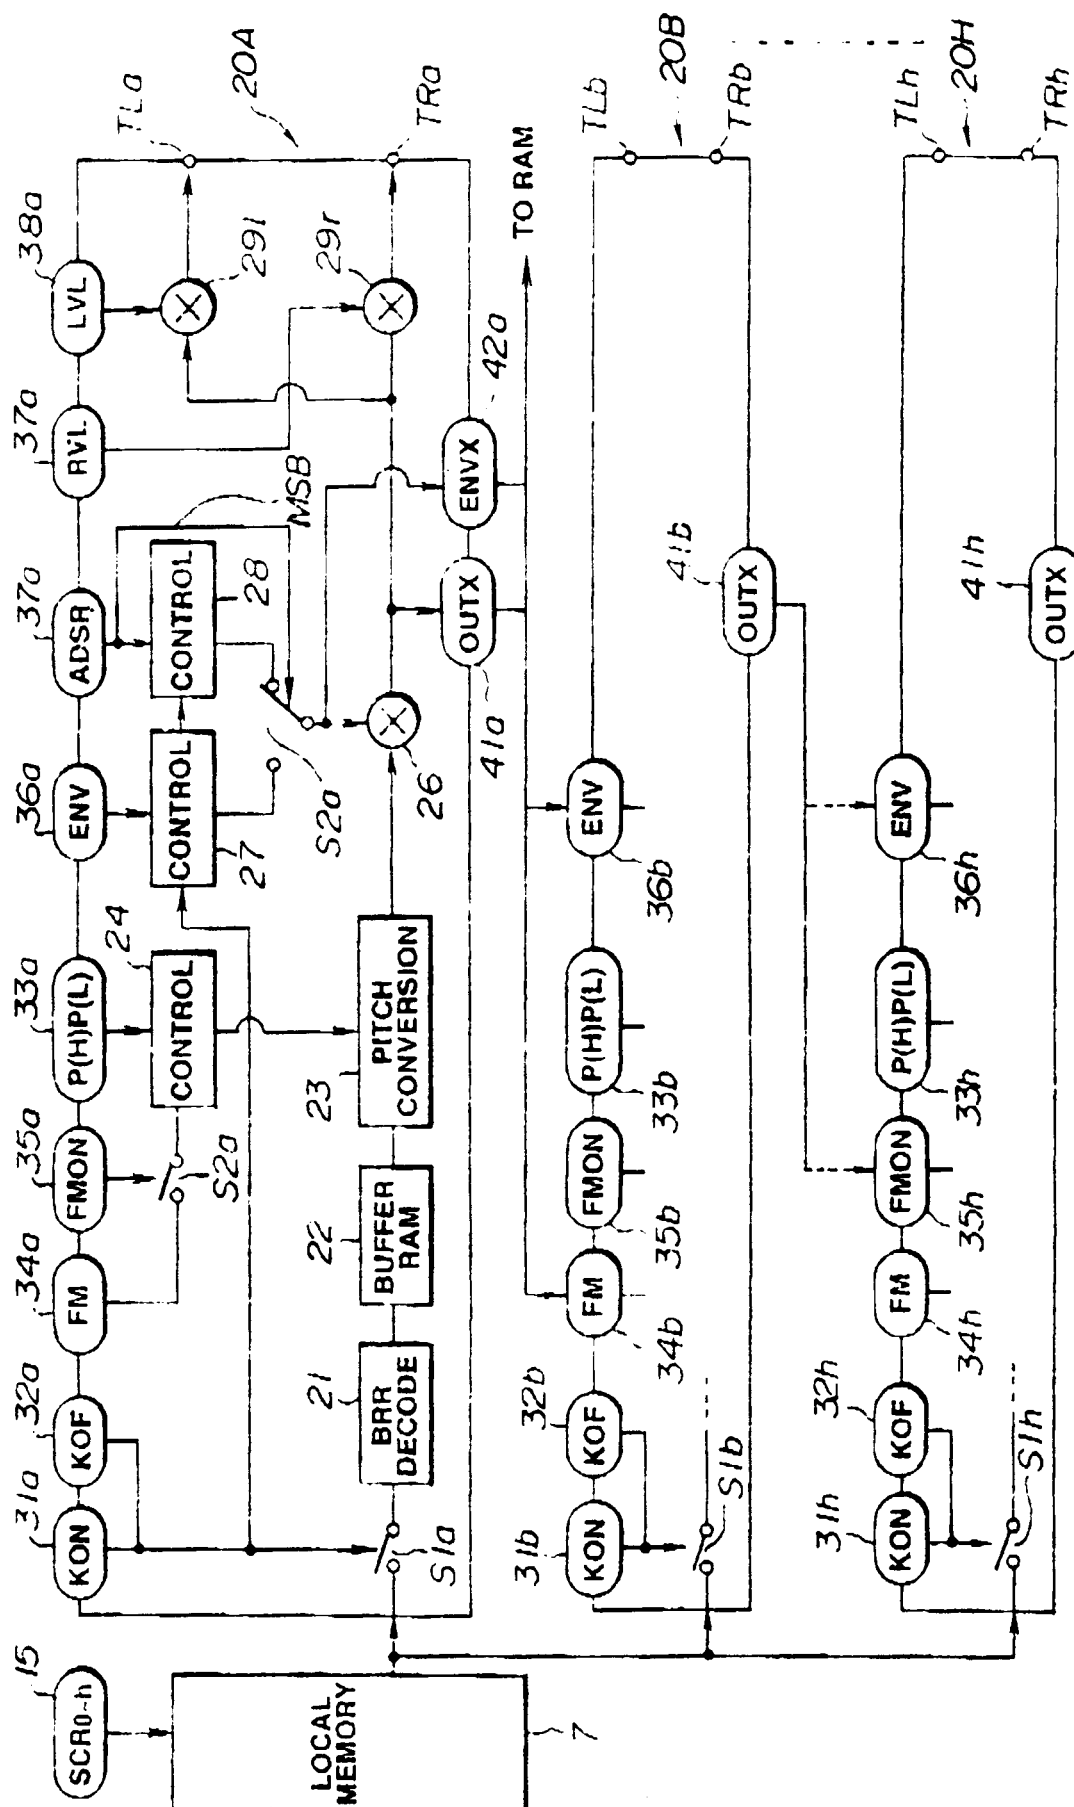 15
SCR0~h
LOCAL
MEMORY
7
31a
32a
34a
35a
33a
36a
37a
37a
38a
KON
KOF
FM
FMON
P(H)P(L)
ENV
ADSR
RVL
LVL
TLa
20A
TRa
24
CONTROL
S2a
CONTROL
27
CONTROL
28
MSB
S2a
29l
29r
S1a
21
BRR
DECODE
22
BUFFER
RAM
23
PITCH
CONVERSION
26
41a
OUTX
ENVX
42a
TO RAM
31b
32b
KON
KOF
FM
FMON
P(H)P(L)
ENV
34b
35b
33b
36b
S1b
41b
OUTX
TLb
20B
TRb
31h
32h
KON
KOF
FM
FMON
P(H)P(L)
ENV
34h
35h
33h
36h
S1h
41h
OUTX
TLh
20H
TRh